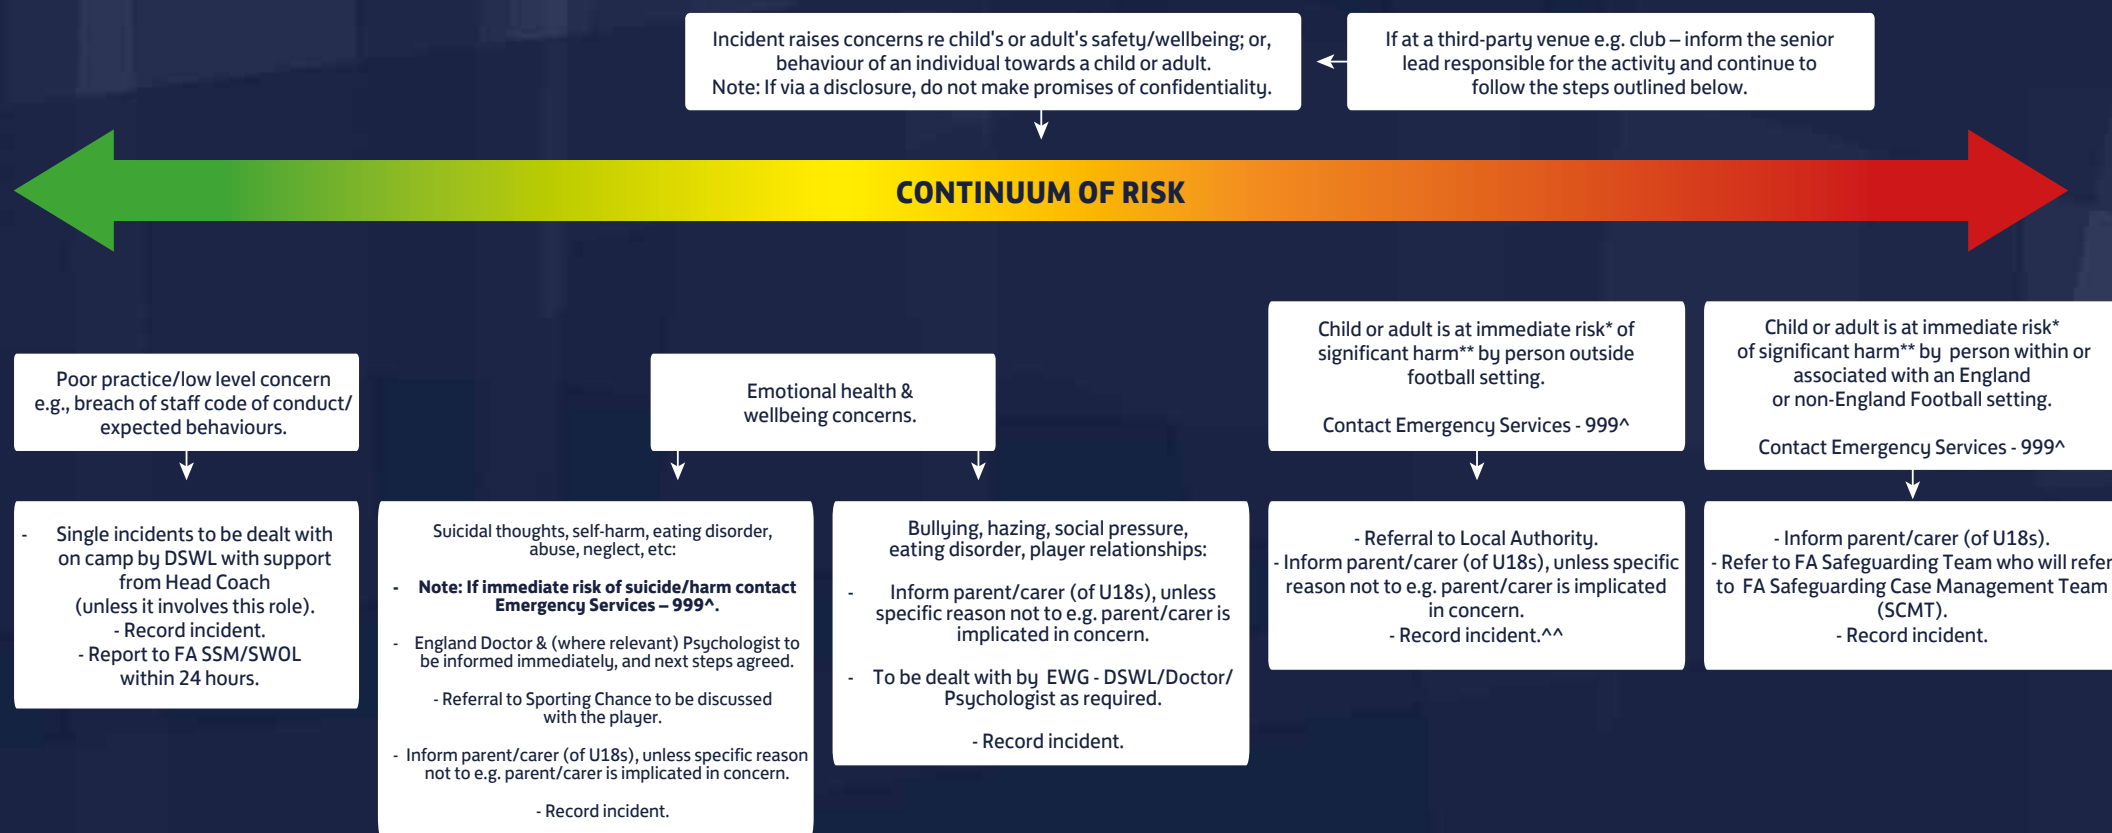 Incident raises concerns re child's or adult's safety/wellbeing; or,
behaviour of an individual towards a child or adult.
Note: If via a disclosure, do not make promises of confidentiality.
If at a third-party venue e.g. club – inform the senior
lead responsible for the activity and continue to
follow the steps outlined below.
CONTINUUM OF RISK
Poor practice/low level concern
e.g., breach of staff code of conduct/
expected behaviours.
- Single incidents to be dealt with
on camp by DSWL with support
from Head Coach
(unless it involves this role).
- Record incident.
- Report to FA SSM/SWOL
within 24 hours.
Emotional health &
wellbeing concerns.
Suicidal thoughts, self-harm, eating disorder,
abuse, neglect, etc:
- Note: If immediate risk of suicide/harm contact
Emergency Services – 999^.
- England Doctor & (where relevant) Psychologist to
be informed immediately, and next steps agreed.
- Referral to Sporting Chance to be discussed
with the player.
- Inform parent/carer (of U18s), unless specific reason
not to e.g. parent/carer is implicated in concern.
- Record incident.
Bullying, hazing, social pressure,
eating disorder, player relationships:
- Inform parent/carer (of U18s), unless
specific reason not to e.g. parent/carer is
implicated in concern.
- To be dealt with by EWG - DSWL/Doctor/
Psychologist as required.
- Record incident.
Child or adult is at immediate risk* of
significant harm** by person outside
football setting.
Contact Emergency Services - 999^
- Referral to Local Authority.
- Inform parent/carer (of U18s), unless specific
reason not to e.g. parent/carer is implicated
in concern.
- Record incident.^^
Child or adult is at immediate risk*
of significant harm** by person within or
associated with an England
or non-England Football setting.
Contact Emergency Services - 999^
- Inform parent/carer (of U18s).
- Refer to FA Safeguarding Team who will refer
to FA Safeguarding Case Management Team
(SCMT).
- Record incident.